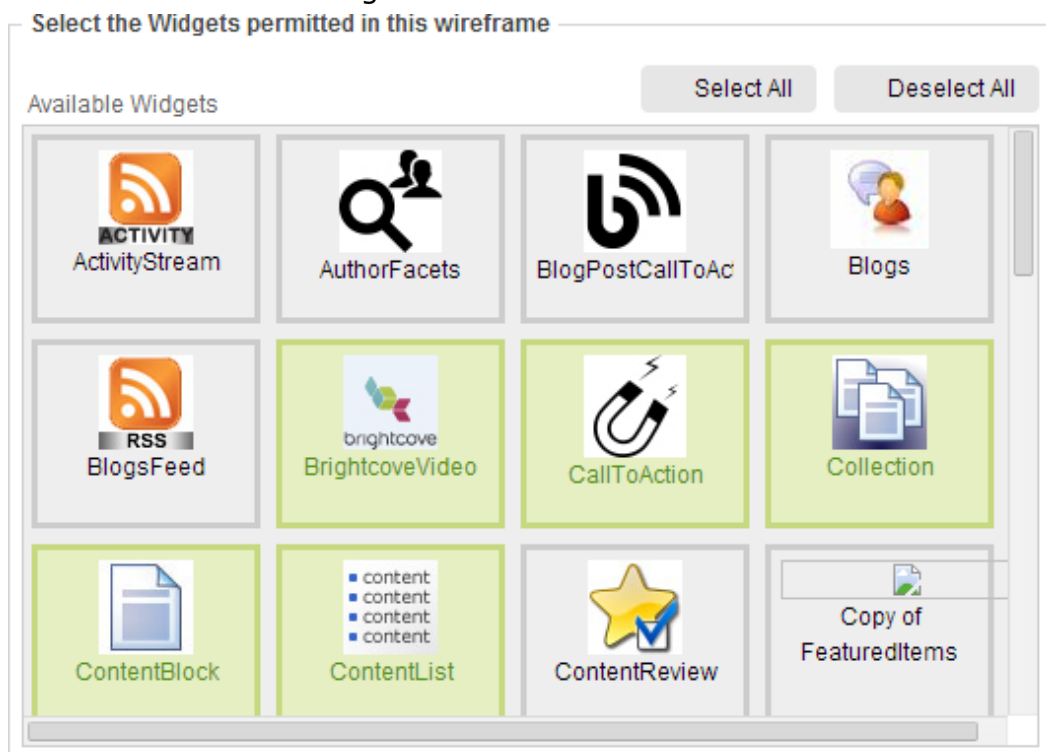 Select the Widgets permitted in this wireframe
Available Widgets
Select All
Deselect All
ACTIVITY
ActivityStream
AuthorFacets
BlogPostCallToAc
Blogs
RSS
BlogsFeed
brightcove
BrightcoveVideo
CallToAction
Collection
ContentBlock
content
content
content
content
ContentList
ContentReview
Copy of
FeaturedItems